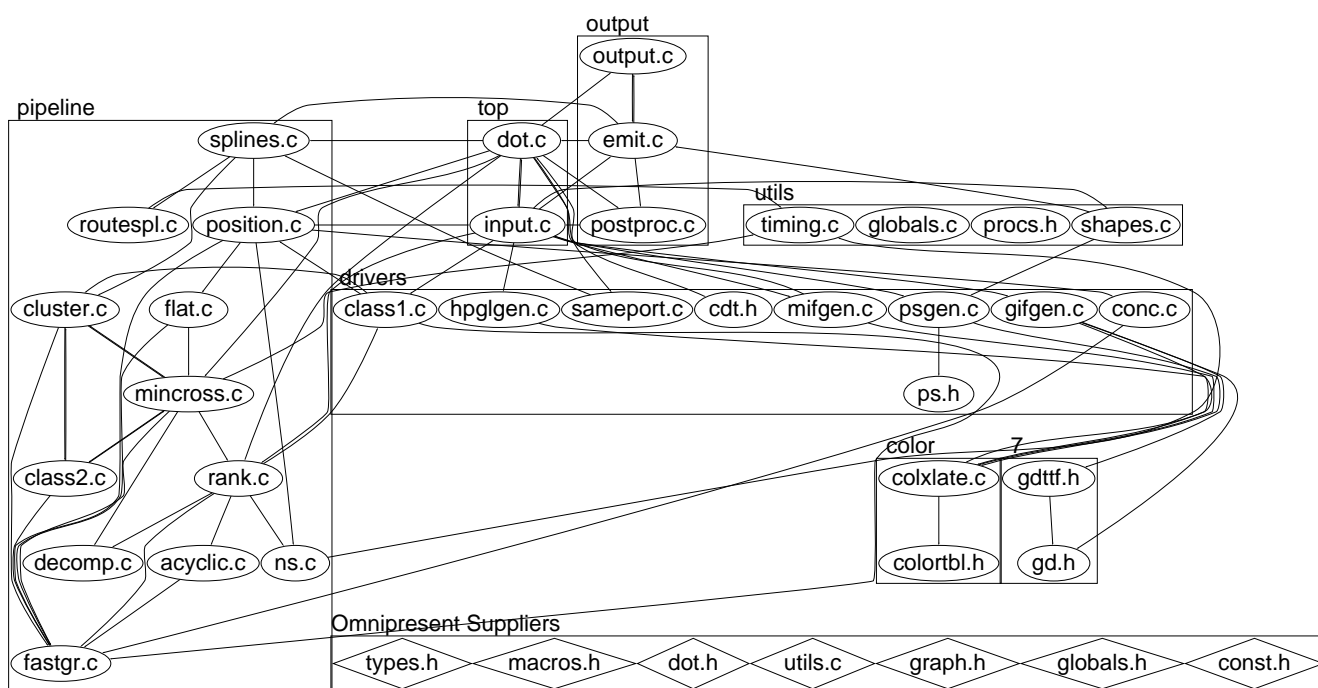 output
output.c
pipeline
top
splines.c
dot.c
emit.c
utils
routespl.c
position.c
input.c
postproc.c
timing.c
globals.c
procs.h
shapes.c
drivers
cluster.c
flat.c
class1.c
hpglgen.c
sameport.c
cdt.h
mifgen.c
psgen.c
gifgen.c
conc.c
mincross.c
ps.h
color
7
class2.c
rank.c
colxlate.c
gdttf.h
decomp.c
acyclic.c
ns.c
colortbl.h
gd.h
Omnipresent Suppliers
fastgr.c
types.h
macros.h
dot.h
utils.c
graph.h
globals.h
const.h